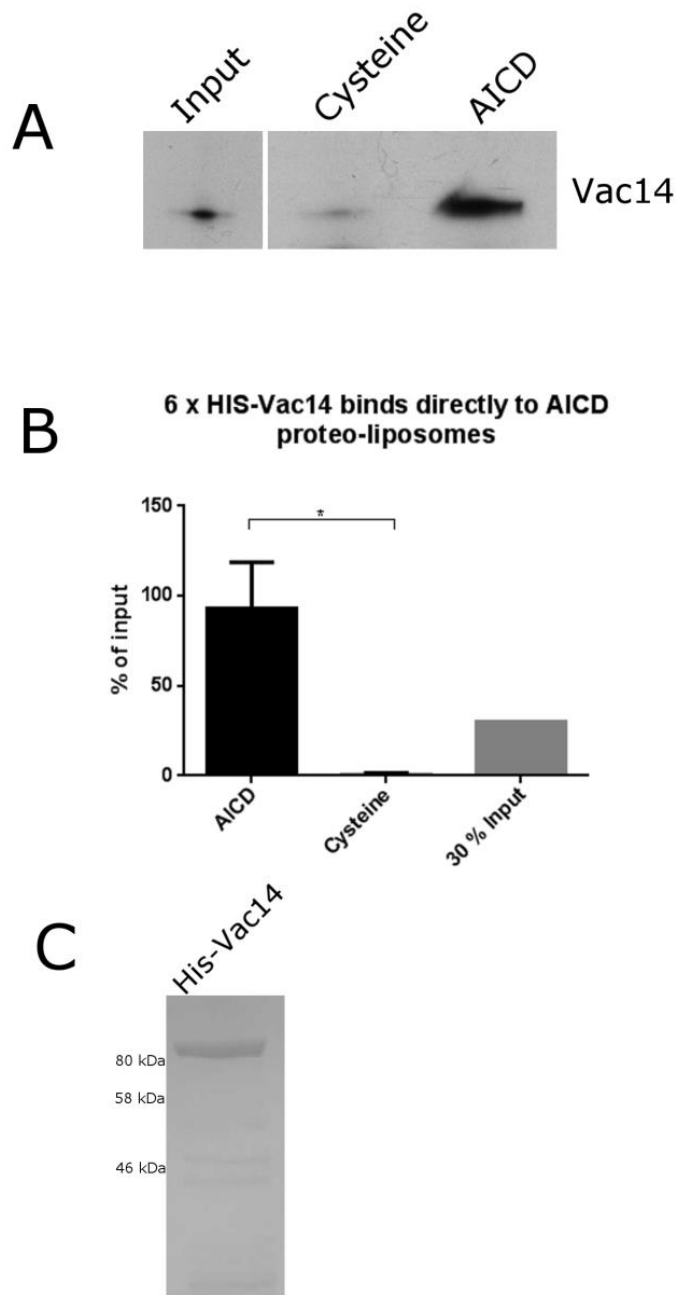 A
Input
Cysteine
AICD
Vac14
B
6 x HIS-Vac14 binds directly to AICD
proteo-liposomes
*
% of input
150
100
50
0
AICD
Cysteine
30 % Input
C
His-Vac14
80 kDa
58 kDa
46 kDa